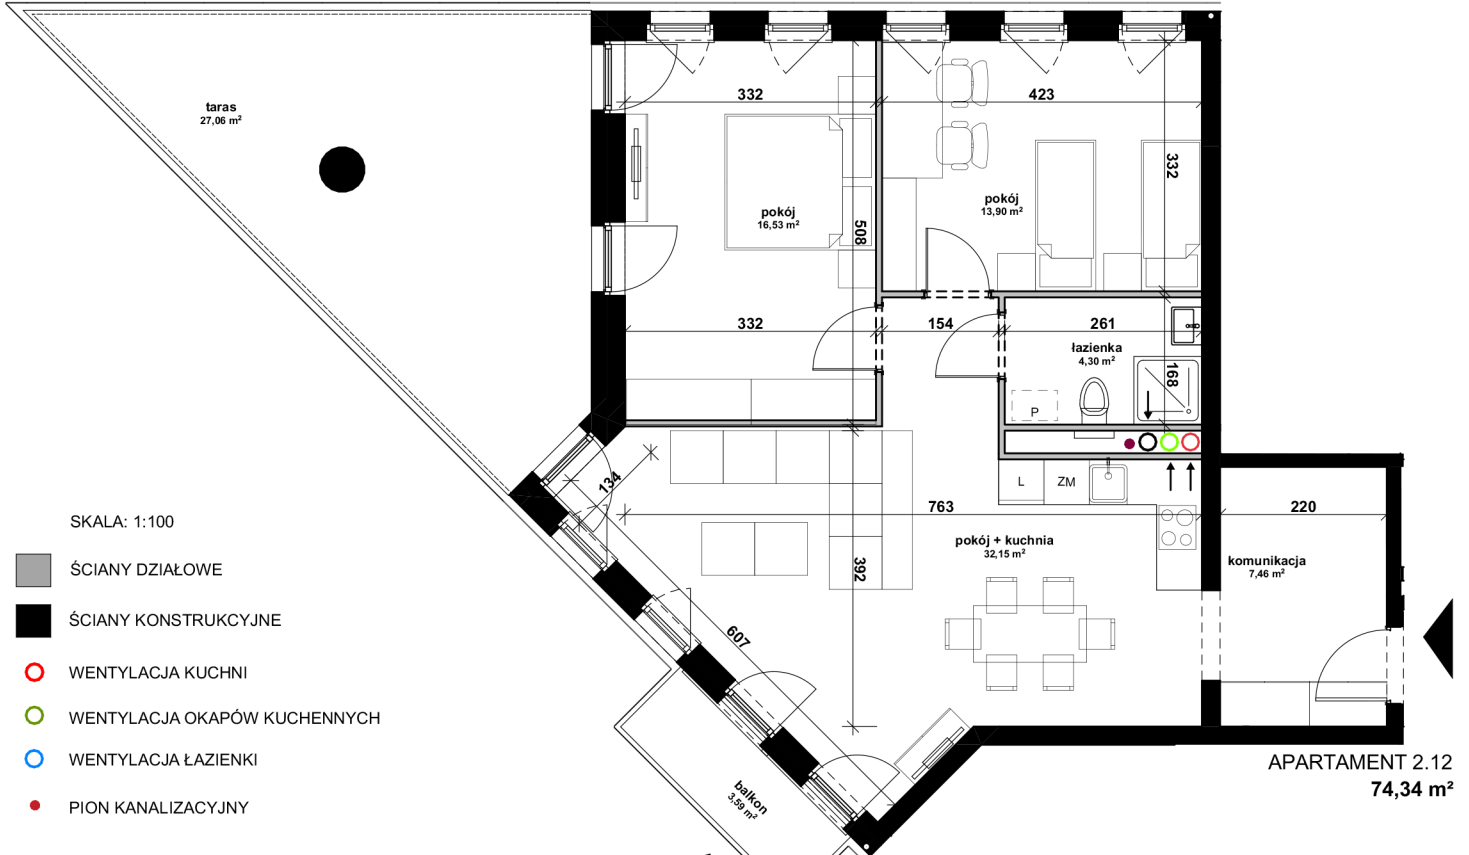 taras
27,06 m²
332
423
332
pokój
16,53 m²
508
pokój
13,90 m²
332
154
261
łazienka
4,30 m²
168
P
134
L
ZM
763
220
pokój + kuchnia
32,15 m²
392
komunikacja
7,46 m²
607
balkon
3,59 m²
SKALA: 1:100
ŚCIANY DZIAŁOWE
ŚCIANY KONSTRUKCYJNE
WENTYLACJA KUCHNI
WENTYLACJA OKAPÓW KUCHENNYCH
WENTYLACJA ŁAZIENKI
PION KANALIZACYJNY
APARTAMENT 2.12
74,34 m²